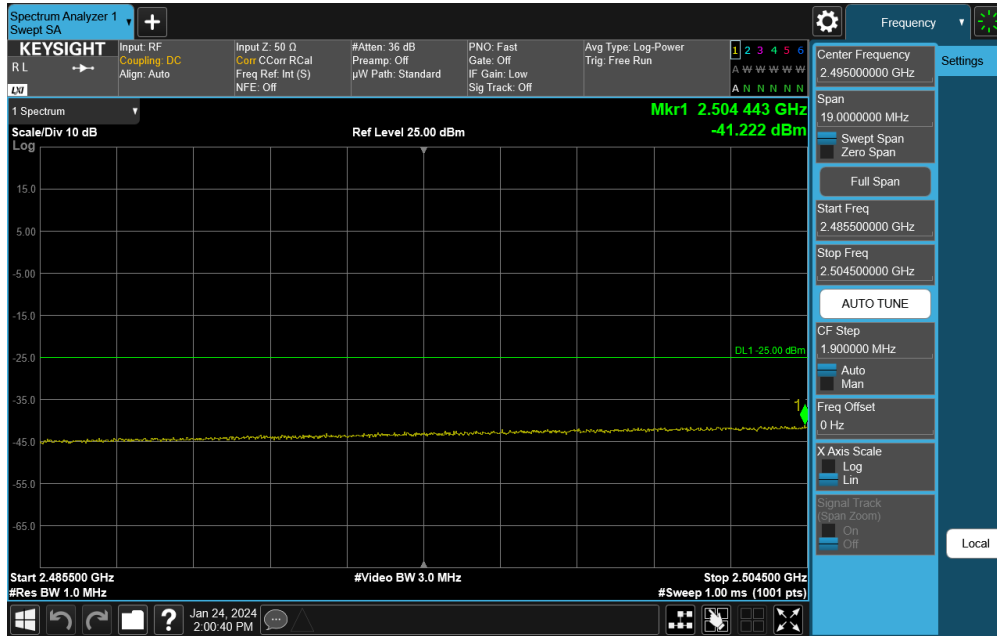 Spectrum Analyzer 1
Swept SA
Frequency
KEYSIGHT
R L
LXI
Input: RF
Coupling: DC
Align: Auto
Input Z: 50 Ω
Corr CCorr RCal
Freq Ref: Int (S)
NFE: Off
#Atten: 36 dB
Preamp: Off
µW Path: Standard
PNO: Fast
Gate: Off
IF Gain: Low
Sig Track: Off
Avg Type: Log-Power
Trig: Free Run
1 2 3 4 5 6
A W W W W W
A N N N N N
1 Spectrum
Mkr1 2.504 443 GHz
-41.222 dBm
Scale/Div 10 dB
Ref Level 25.00 dBm
Log
15.0
5.00
-5.00
-15.0
-25.0
-35.0
-45.0
-55.0
-65.0
DL1 -25.00 dBm
1
Start 2.485500 GHz
#Video BW 3.0 MHz
Stop 2.504500 GHz
#Res BW 1.0 MHz
#Sweep 1.00 ms (1001 pts)
Center Frequency
2.495000000 GHz
Settings
Span
19.0000000 MHz
Swept Span
Zero Span
Full Span
Start Freq
2.485500000 GHz
Stop Freq
2.504500000 GHz
AUTO TUNE
CF Step
1.900000 MHz
Auto
Man
Freq Offset
0 Hz
X Axis Scale
Log
Lin
Signal Track
(Span Zoom)
On
Off
Local
?
Jan 24, 2024
2:00:40 PM